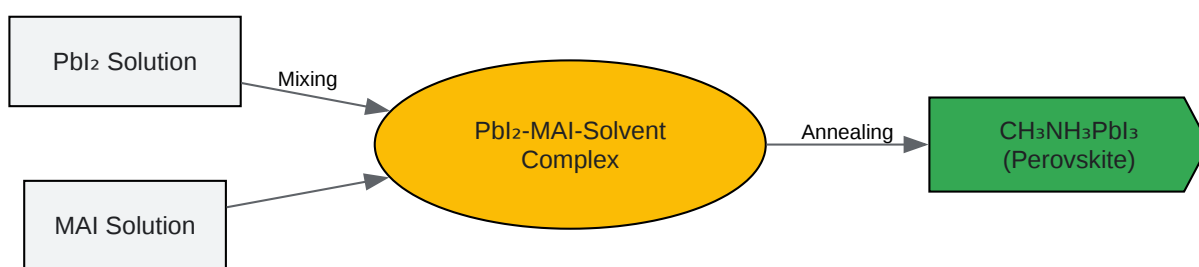 PbI₂ Solution
Mixing
MAI Solution
PbI₂-MAI-Solvent
Complex
Annealing
CH₃NH₃PbI₃
(Perovskite)